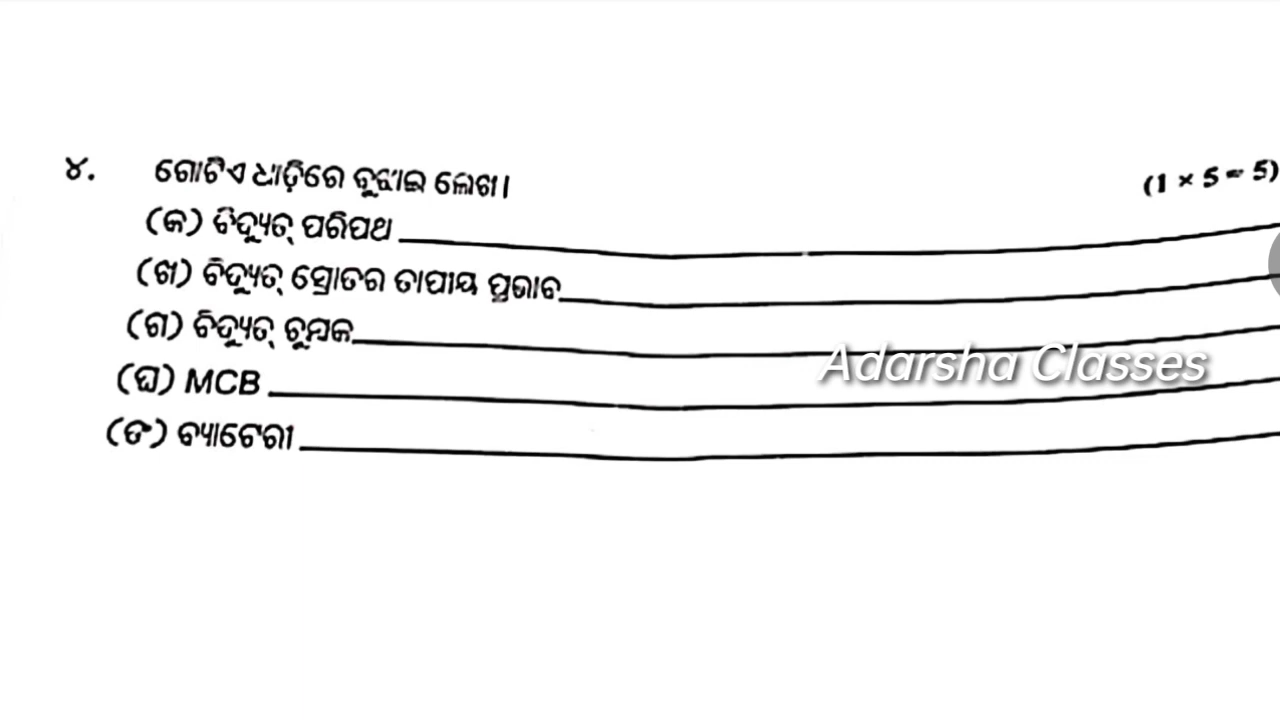 ୪. ଗୋଟିଏ ଧାଡ଼ିରେ ବୁଝାଇ ଲେଖ। (1 × 5 = 5)
(କ) ବିଦ୍ୟୁତ୍ ପରିପଥ
(ଖ) ବିଦ୍ୟୁତ୍ ସ୍ରୋତର ତାପୀୟ ପ୍ରଭାବ
(ଗ) ବିଦ୍ୟୁତ୍ ଚୁମ୍ବକ
Adarsha Classes
(ଘ) MCB
(ଙ) ବ୍ୟାଟେରୀ